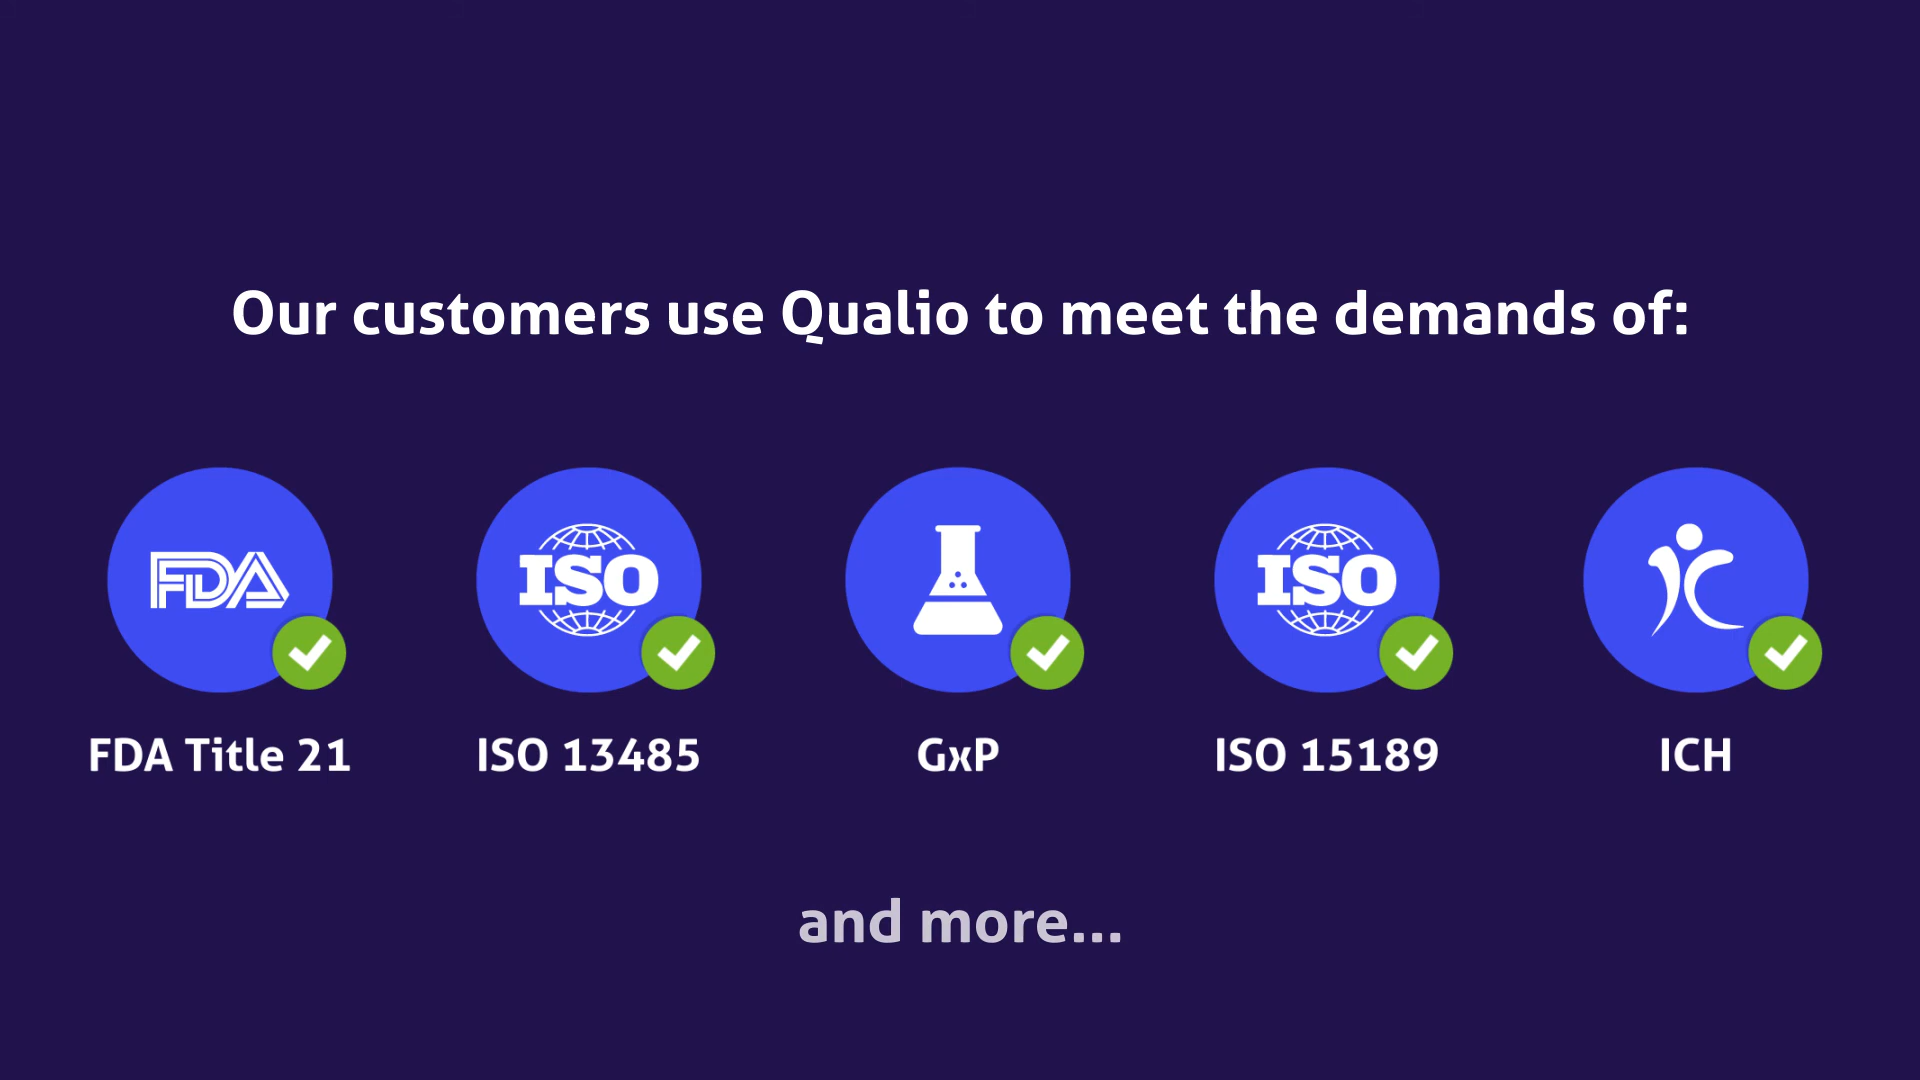 Our customers use Qualio to meet the demands of:
FDA
ISO
ISO
FDA Title 21
ISO 13485
GxP
ISO 15189
ICH
and more...